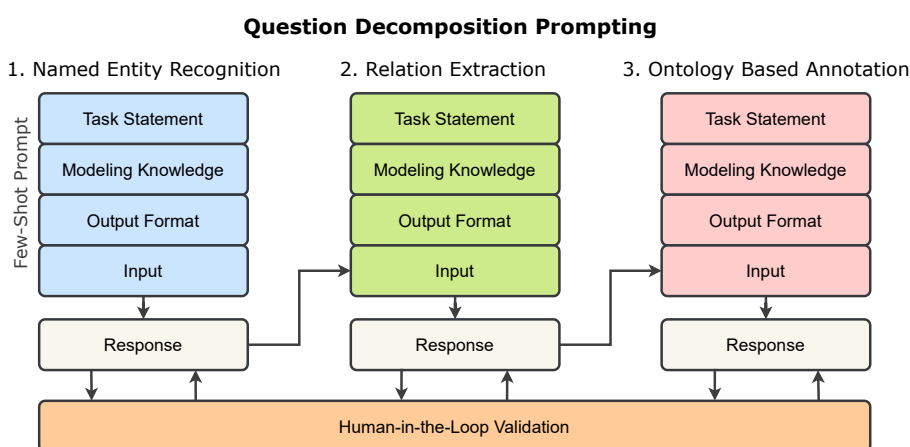 Question Decomposition Prompting
1. Named Entity Recognition
2. Relation Extraction
3. Ontology Based Annotation
Few-Shot Prompt
Task Statement
Modeling Knowledge
Output Format
Input
Response
Task Statement
Modeling Knowledge
Output Format
Input
Response
Task Statement
Modeling Knowledge
Output Format
Input
Response
Human-in-the-Loop Validation